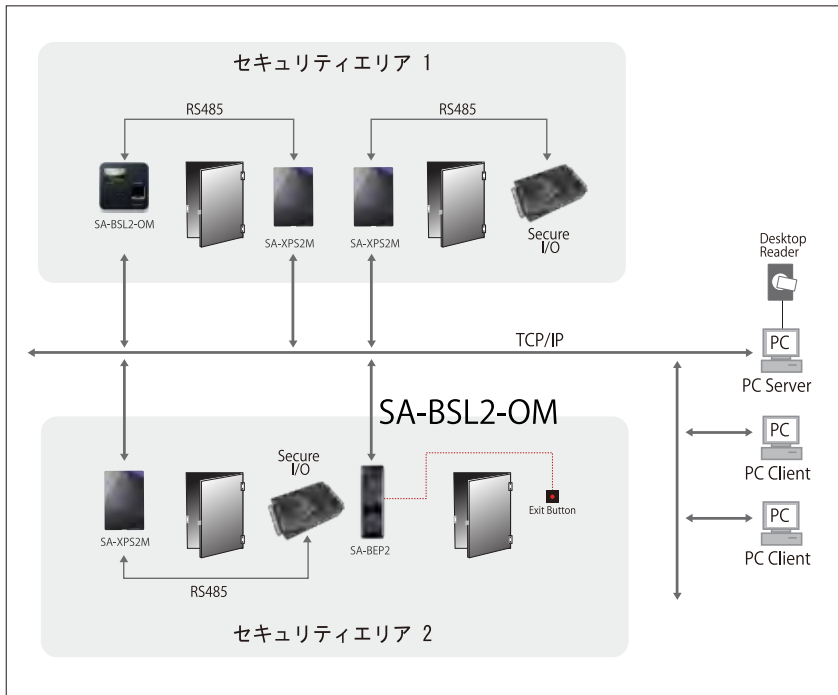 セキュリティエリア 1
RS485
RS485
SA-BSL2-OM
SA-XPS2M
SA-XPS2M
Secure
I/O
Desktop
Reader
TCP/IP
PC
PC Server
SA-BSL2-OM
PC
PC Client
PC
PC Client
Secure
I/O
SA-XPS2M
SA-BEP2
Exit Button
RS485
セキュリティエリア 2